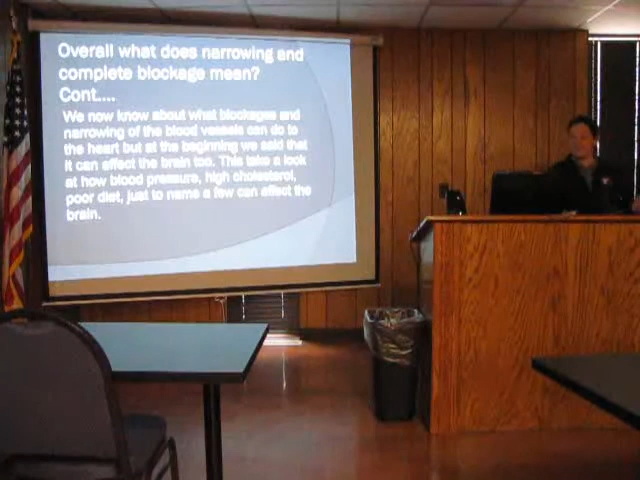 Overall what does narrowing and
complete blockage mean?
Cont....
We now know about what blockages and
narrowing of the blood vessels can do to
the heart but at the beginning we said that
it can affect the brain too. This take a look
at how blood pressure, high cholesterol,
poor diet, just to name a few can affect the
brain.